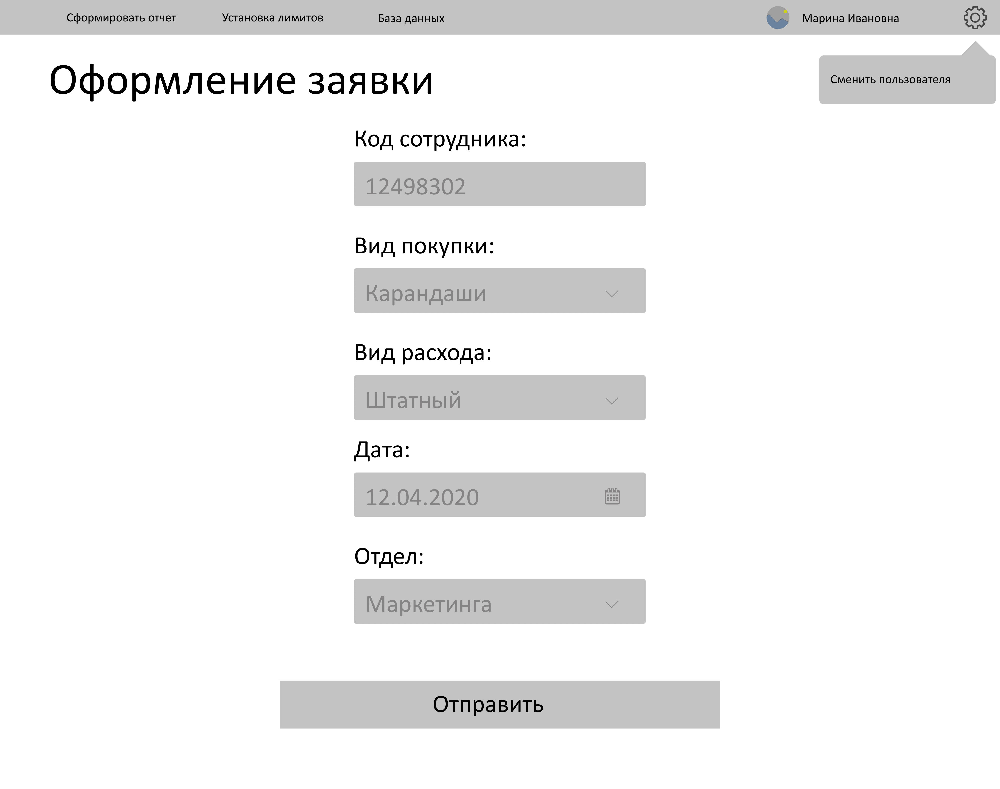 Сформировать отчет
Установка лимитов
База данных
Марина Ивановна
Оформление заявки
Сменить пользователя
Код сотрудника:
12498302
Вид покупки:
Карандаши
Вид расхода:
Штатный
Дата:
12.04.2020
Отдел:
Маркетинга
Отправить